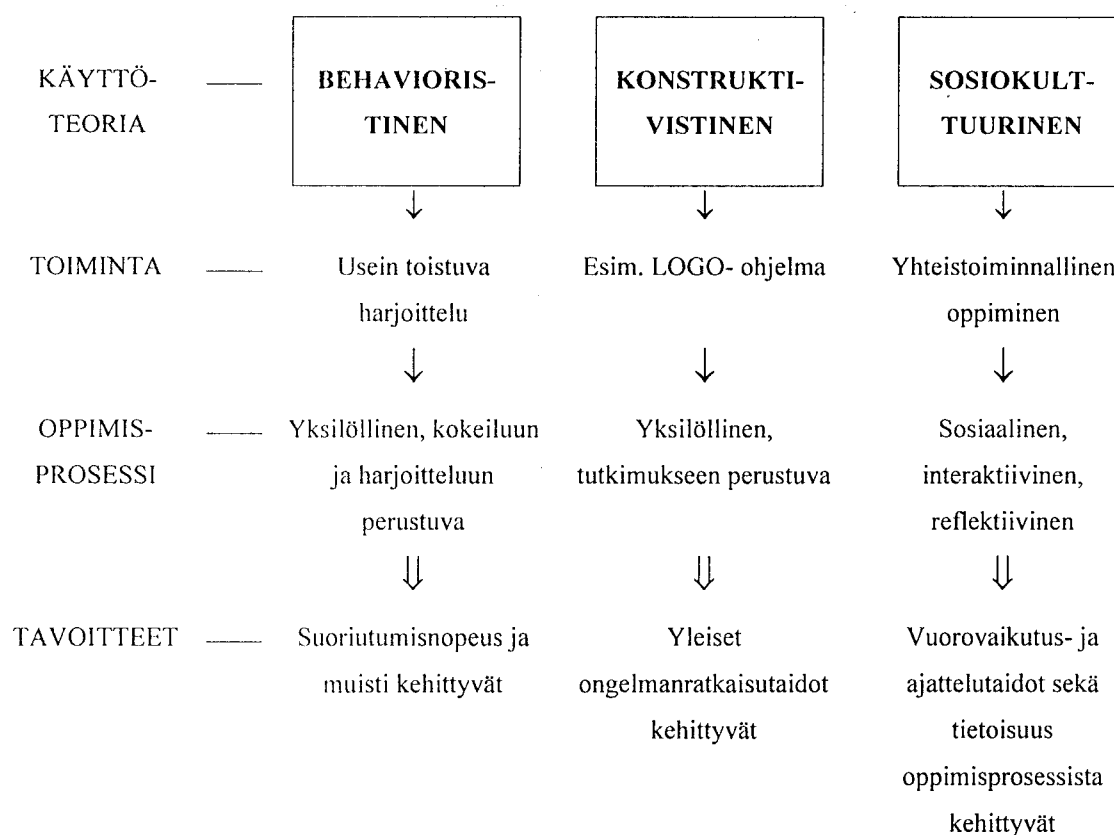 KÄYTTÖ-
TEORIA
BEHAVIORIS-
TINEN
KONSTRUKTI-
VISTINEN
SOSIOKULT-
TUURINEN
TOIMINTA
Usein toistuva
harjoittelu
Esim. LOGO- ohjelma
Yhteistoiminnallinen
oppiminen
OPPIMIS-
PROSESSI
Yksilöllinen, kokeiluun
ja harjoitteluun
perustuva
Yksilöllinen,
tutkimukseen perustuva
Sosiaalinen,
interaktiivinen,
reflektiivinen
TAVOITTEET
Suoriutumisnopeus ja
muisti kehittyvät
Yleiset
ongelmanratkaisutaidot
kehittyvät
Vuorovaikutus- ja
ajattelutaidot sekä
tietoisuus
oppimisprosessista
kehittyvät